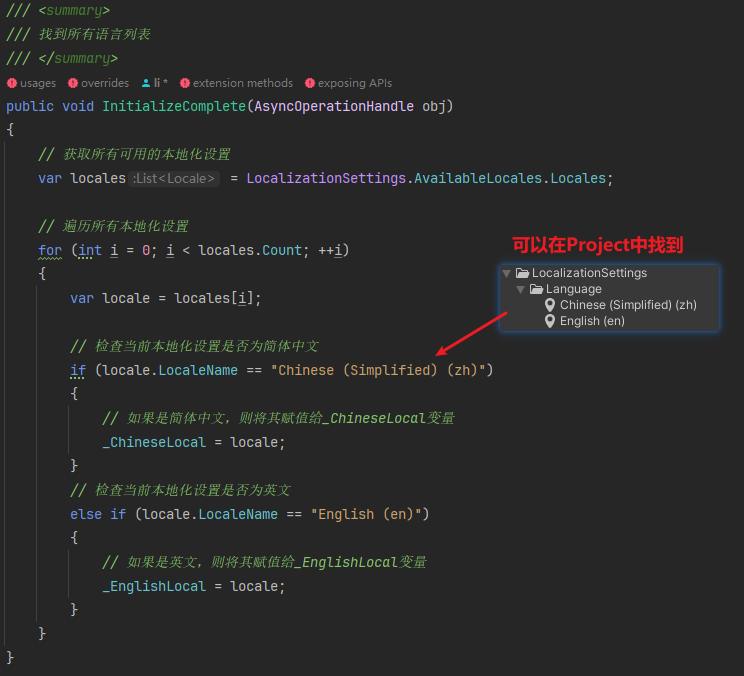 /// <summary>
/// 找到所有语言列表
/// </summary>
usages overrides li * extension methods exposing APIs
public void InitializeComplete(AsyncOperationHandle obj)
{
// 获取所有可用的本地化设置
var locales :List<Locale> = LocalizationSettings.AvailableLocales.Locales;
// 遍历所有本地化设置
for (int i = 0; i < locales.Count; ++i)
{
可以在Project中找到
LocalizationSettings
Language
Chinese (Simplified) (zh)
English (en)
var locale = locales[i];
// 检查当前本地化设置是否为简体中文
if (locale.LocaleName == "Chinese (Simplified) (zh)")
{
// 如果是简体中文，则将其赋值给_ChineseLocal变量
_ChineseLocal = locale;
}
// 检查当前本地化设置是否为英文
else if (locale.LocaleName == "English (en)")
{
// 如果是英文，则将其赋值给_EnglishLocal变量
_EnglishLocal = locale;
}
}
}